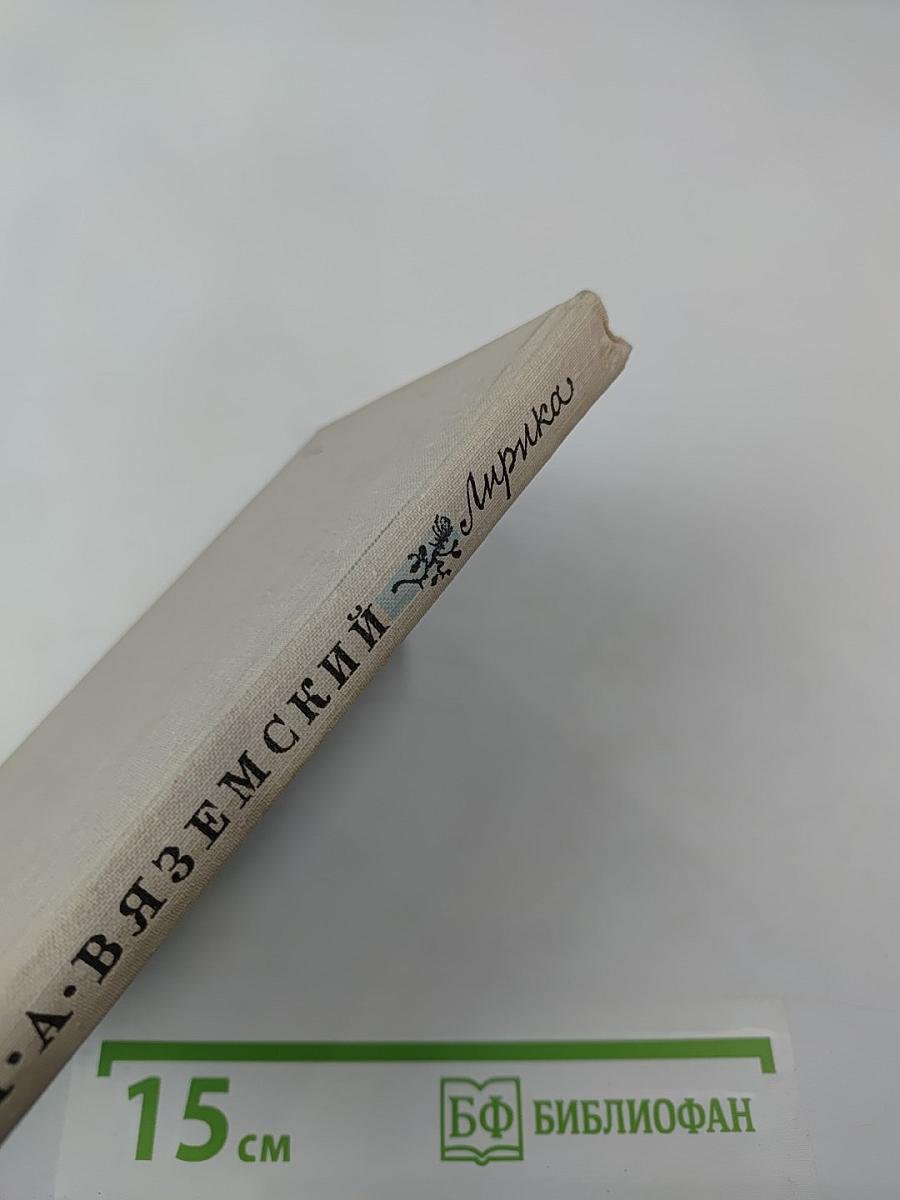 А·ВЯЗЕМСКИЙ Лирика
15 см
БФ БИБЛИОФАН